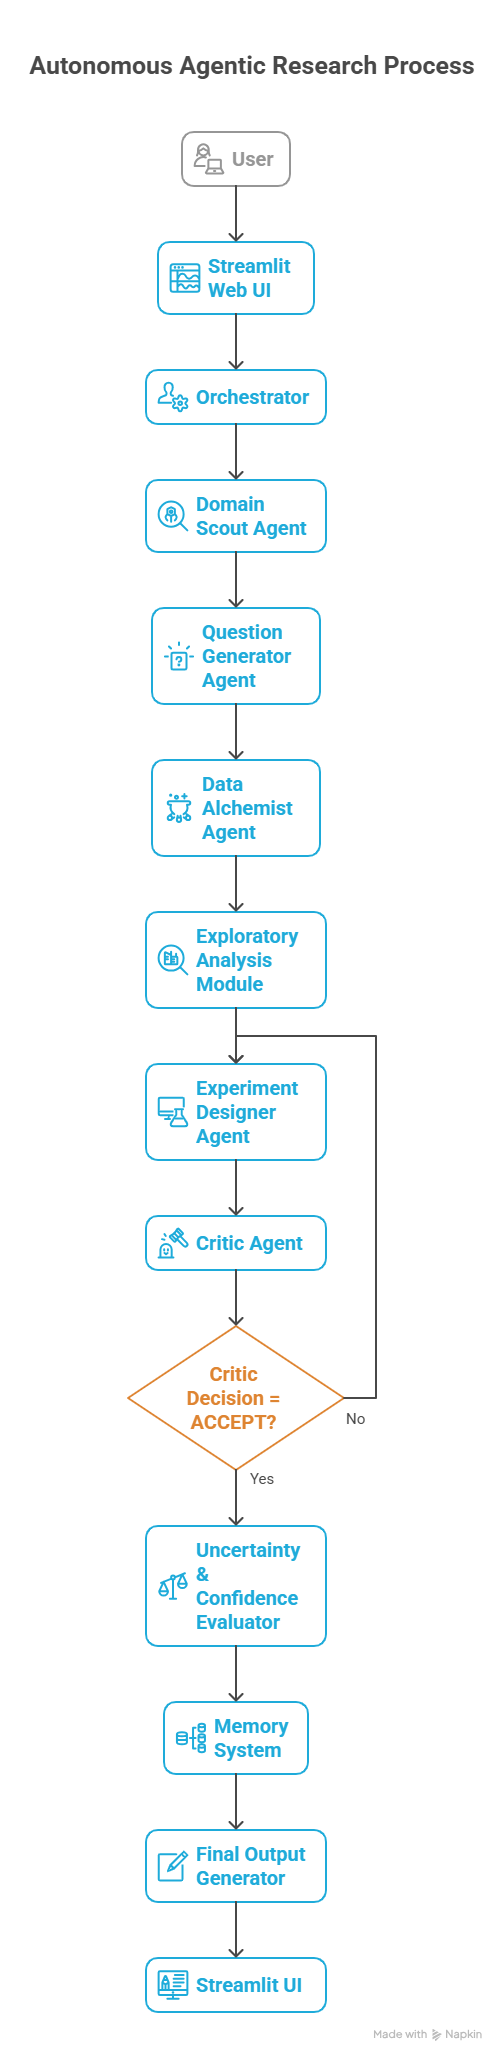 Autonomous Agentic Research Process
User
Streamlit
Web UI
Orchestrator
Domain
Scout Agent
Question
Generator
Agent
?
Data
Alchemist
Agent
Exploratory
Analysis
Module
Experiment
Designer
Agent
Critic Agent
Critic
Decision =
ACCEPT?
No
Yes
Uncertainty
&
Confidence
Evaluator
Memory
System
Final Output
Generator
Streamlit UI
Made with Napkin